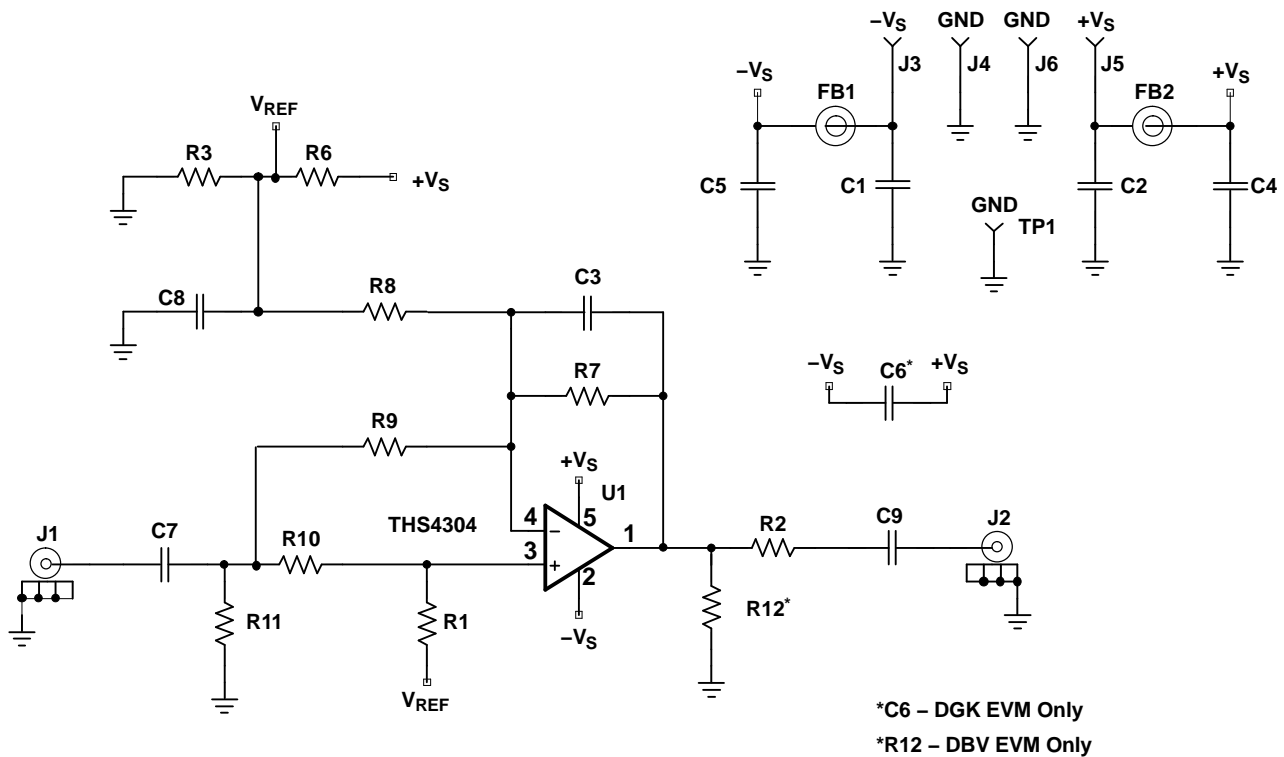 −VS GND GND +VS
J3 J4 J6 J5
−VS FB1 FB2 +VS
C5 C1 C2 C4
GND
TP1
VREF
R3 R6
+VS
C8 R8 C3
R7
−VS C6* +VS
R9
+VS
U1
THS4304
4 − 5 1
3 + 2
−VS
J1 C7 R10 R2 C9 J2
R11 R1 R12*
VREF
*C6 – DGK EVM Only
*R12 – DBV EVM Only